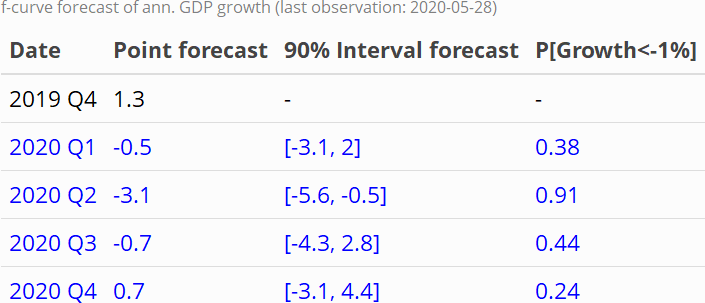 f-curve forecast of ann. GDP growth (last observation: 2020-05-28)
Date Point forecast 90% Interval forecast P[Growth<-1%]
2019 Q4 1.3 - -
2020 Q1 -0.5 [-3.1, 2] 0.38
2020 Q2 -3.1 [-5.6, -0.5] 0.91
2020 Q3 -0.7 [-4.3, 2.8] 0.44
2020 Q4 0.7 [-3.1, 4.4] 0.24